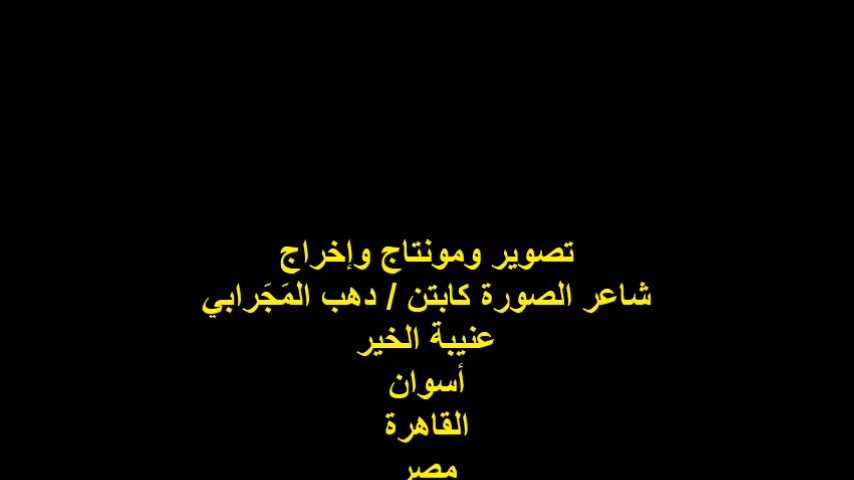 تصوير ومونتاج وإخراج
شاعر الصورة كابتن / دهب المَجَرابي
عنيبة الخير
أسوان
القاهرة
مصر